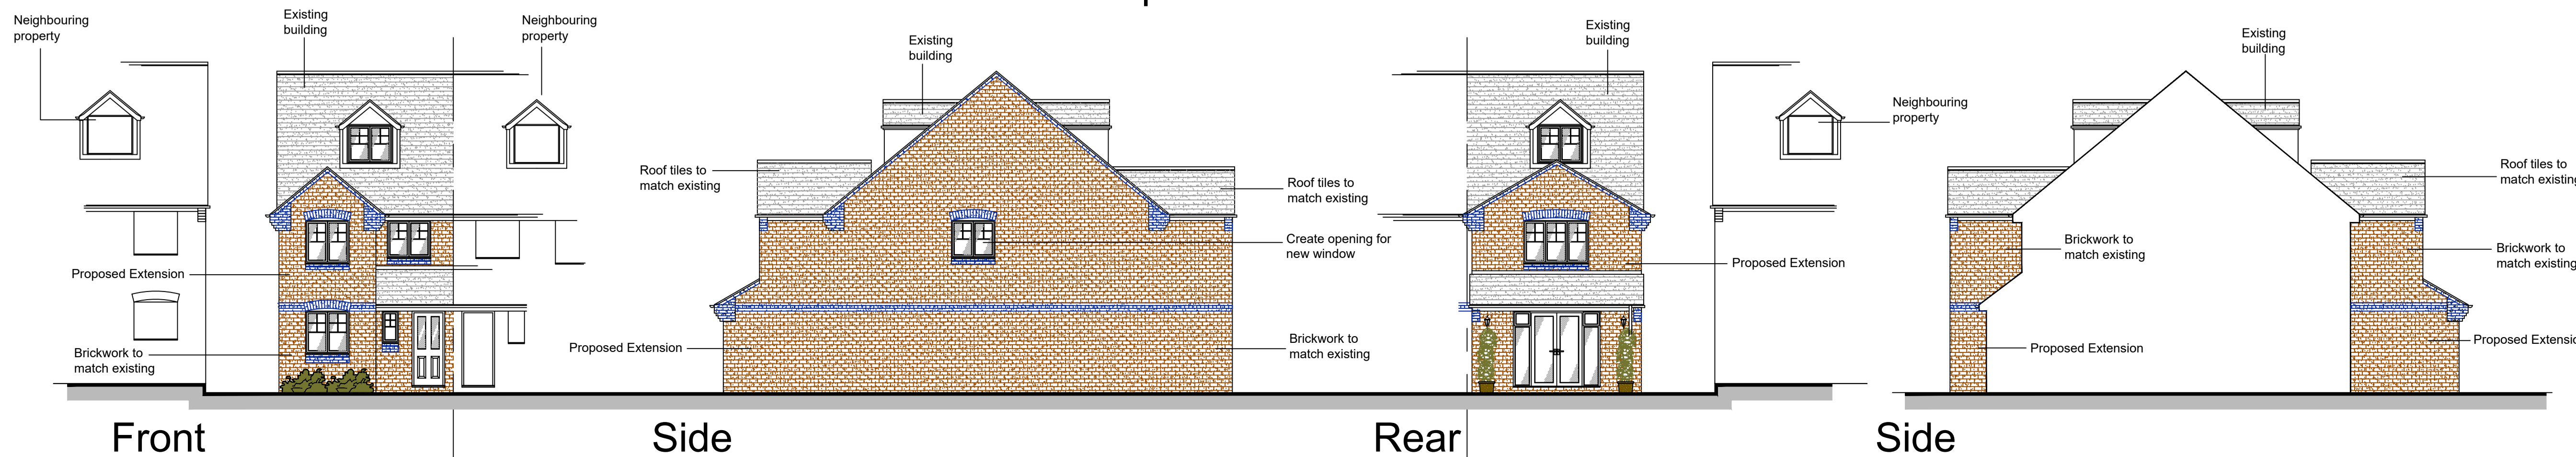 Neighbouring
property
Existing
building
Neighbouring
property
Proposed Extension
Brickwork to
match existing
Front
Existing
building
Roof tiles to
match existing
Roof tiles to
match existing
Create opening for
new window
Proposed Extension
Brickwork to
match existing
Side
Existing
building
Neighbouring
property
Proposed Extension
Rear
Existing
building
Roof tiles to
match existing
Brickwork to
match existing
Brickwork to
match existing
Proposed Extension
Proposed Extensio
Side